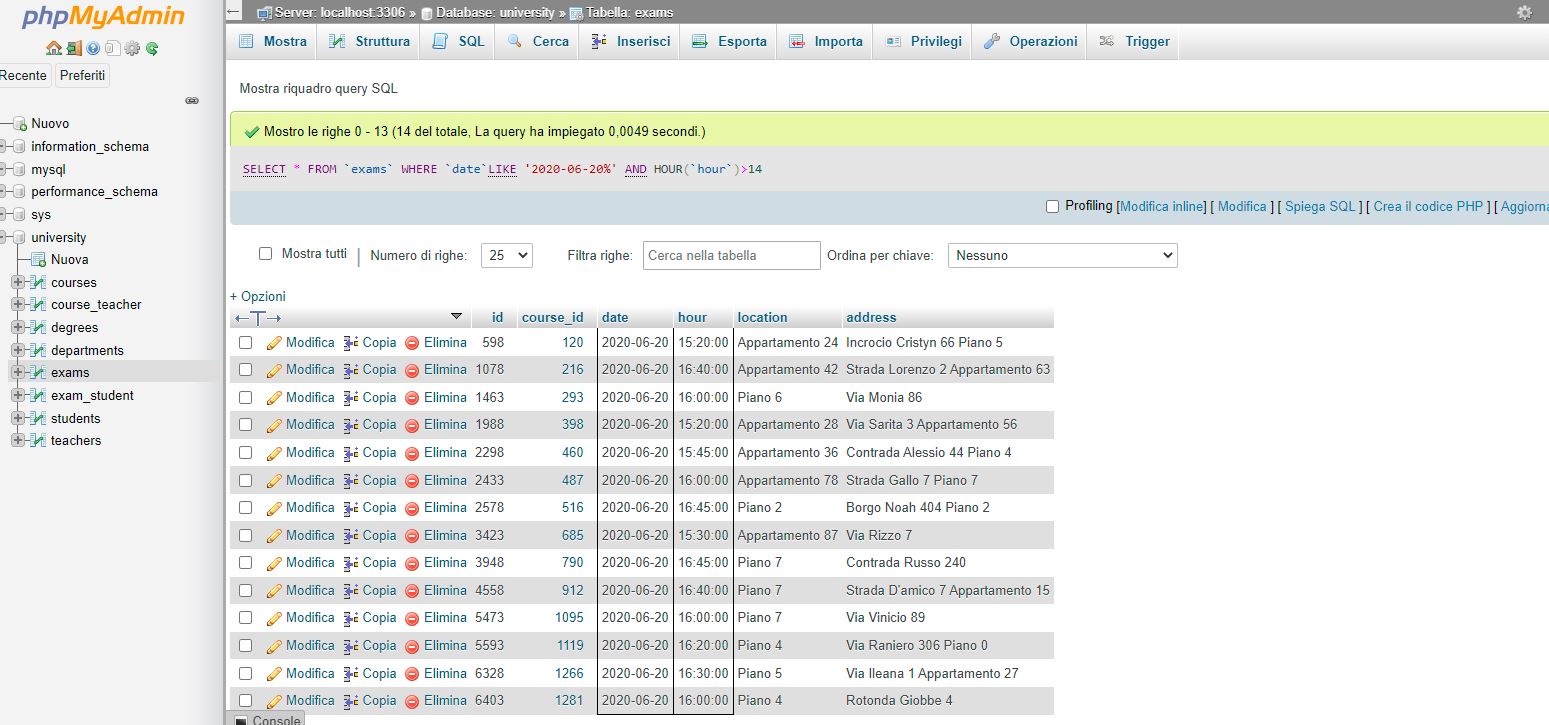 phpMyAdmin
Recente Preferiti
Nuovo
information_schema
mysql
performance_schema
sys
university
Nuova
courses
course_teacher
degrees
departments
exams
exam_student
students
teachers
Server: localhost:3306 » Database: university » Tabella: exams
Mostra Struttura SQL Cerca Inserisci Esporta Importa Privilegi Operazioni Trigger
Mostra riquadro query SQL
Mostro le righe 0 - 13 (14 del totale, La query ha impiegato 0,0049 secondi.)
SELECT * FROM `exams` WHERE `date`LIKE '2020-06-20%' AND HOUR(`hour`)>14
Profiling [Modifica inline] [ Modifica ] [ Spiega SQL ] [ Crea il codice PHP ] [ Aggiorna
Mostra tutti | Numero di righe: 25 Filtra righe: Cerca nella tabella Ordina per chiave: Nessuno
+ Opzioni
←T→ id course_id date hour location address
Modifica Copia Elimina 598 120 2020-06-20 15:20:00 Appartamento 24 Incrocio Cristyn 66 Piano 5
Modifica Copia Elimina 1078 216 2020-06-20 16:40:00 Appartamento 42 Strada Lorenzo 2 Appartamento 63
Modifica Copia Elimina 1463 293 2020-06-20 16:00:00 Piano 6 Via Monia 86
Modifica Copia Elimina 1988 398 2020-06-20 15:20:00 Appartamento 28 Via Sarita 3 Appartamento 56
Modifica Copia Elimina 2298 460 2020-06-20 15:45:00 Appartamento 36 Contrada Alessio 44 Piano 4
Modifica Copia Elimina 2433 487 2020-06-20 16:00:00 Appartamento 78 Strada Gallo 7 Piano 7
Modifica Copia Elimina 2578 516 2020-06-20 16:45:00 Piano 2 Borgo Noah 404 Piano 2
Modifica Copia Elimina 3423 685 2020-06-20 15:30:00 Appartamento 87 Via Rizzo 7
Modifica Copia Elimina 3948 790 2020-06-20 16:45:00 Piano 7 Contrada Russo 240
Modifica Copia Elimina 4558 912 2020-06-20 16:40:00 Piano 7 Strada D'amico 7 Appartamento 15
Modifica Copia Elimina 5473 1095 2020-06-20 16:00:00 Piano 7 Via Vinicio 89
Modifica Copia Elimina 5593 1119 2020-06-20 16:20:00 Piano 4 Via Raniero 306 Piano 0
Modifica Copia Elimina 6328 1266 2020-06-20 16:30:00 Piano 5 Via Ileana 1 Appartamento 27
Modifica Copia Elimina 6403 1281 2020-06-20 16:00:00 Piano 4 Rotonda Giobbe 4
Console